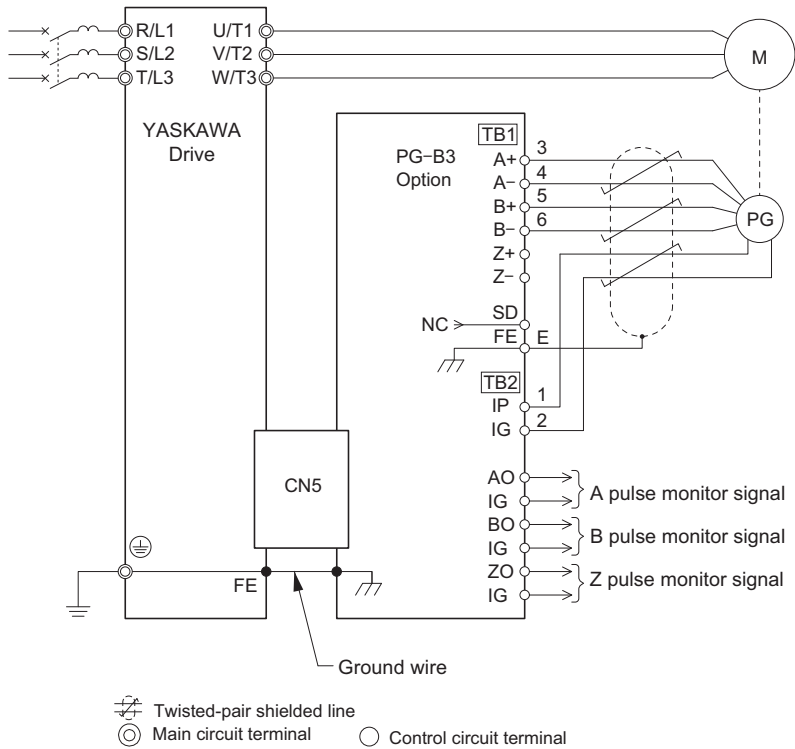 R/L1 U/T1
S/L2 V/T2
T/L3 W/T3
M
YASKAWA
Drive
PG-B3
Option
TB1
A+ 3
A− 4
B+ 5
B− 6
Z+
Z−
PG
NC SD
FE E
TB2
IP 1
IG 2
CN5
AO
IG
A pulse monitor signal
BO
IG
B pulse monitor signal
ZO
IG
Z pulse monitor signal
FE
Ground wire
Twisted-pair shielded line
Main circuit terminal Control circuit terminal